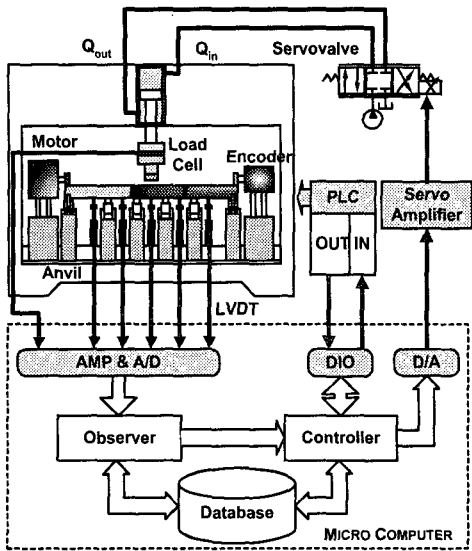 Qout
Qin
Servovalve
Motor
Load
Cell
Encoder
PLC
OUT IN
Servo
Amplifier
Anvil
LVDT
AMP & A/D
DIO
D/A
Observer
Controller
Database
MICRO COMPUTER